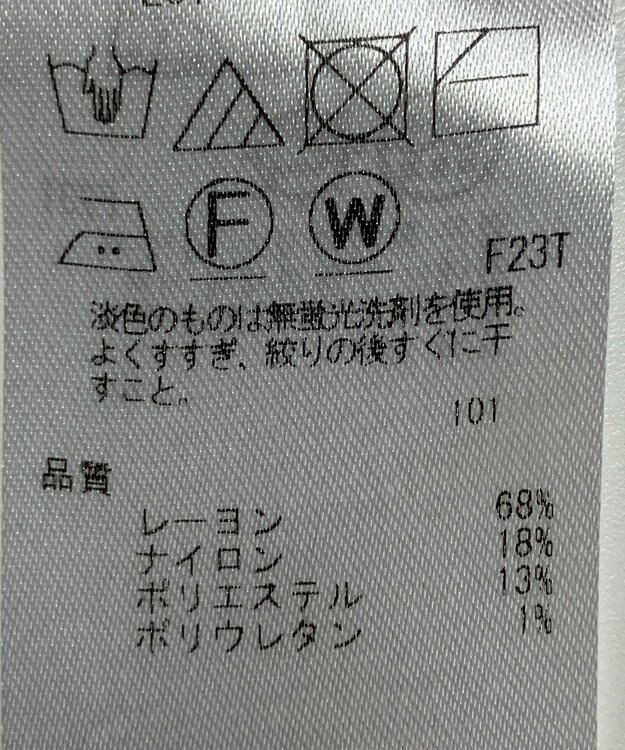 F W
F23T
淡色のものは無蛍光洗剤を使用。
よくすすぎ、絞りの後すぐに干
すこと。
101
品質
レーヨン 68%
ナイロン 18%
ポリエステル 13%
ポリウレタン 1%